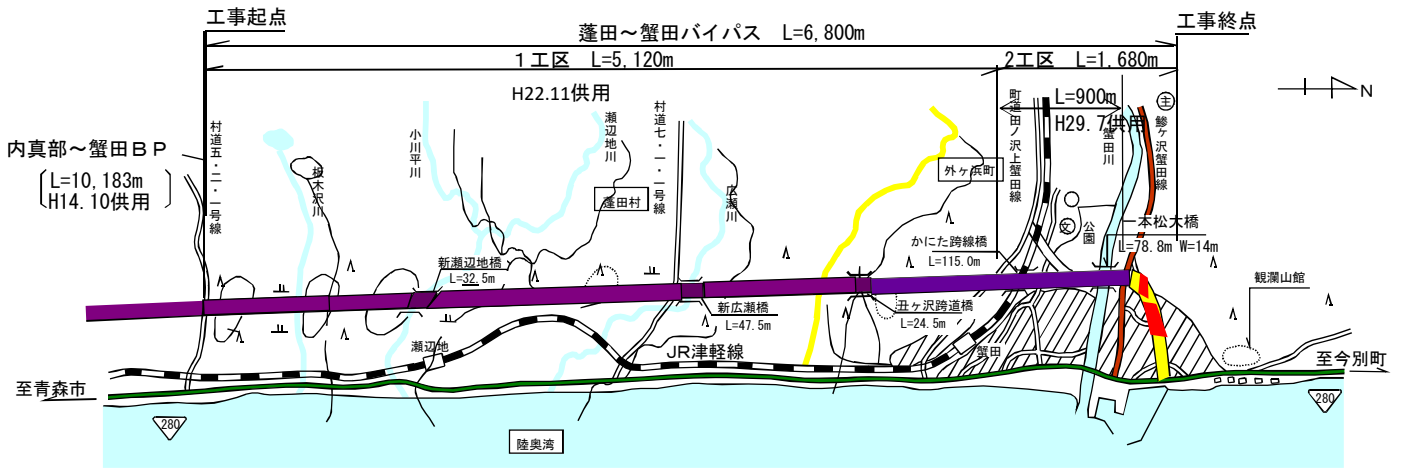 工事起点
工事終点
蓬田～蟹田バイパス L=6,800m
1工区 L=5,120m
2工区 L=1,680m
H22.11供用
L=900m
H29.7供用
N
内真部～蟹田BP
L=10,183m
H14.10供用
村道五・二・一号線
板木沢川
小川平川
瀬辺地川
蓬田村
村道七・一・一号線
広瀬川
外ヶ浜町
町道田ノ沢上蟹田線
蟹田川
主
鰺ヶ沢蟹田線
文
公園
一本松大橋
L=78.8m W=14m
かにた跨線橋
L=115.0m
新瀬辺地橋
L=32.5m
新広瀬橋
L=47.5m
丑ヶ沢跨道橋
L=24.5m
観瀾山館
瀬辺地
JR津軽線
蟹田
至青森市
至今別町
280
280
陸奥湾